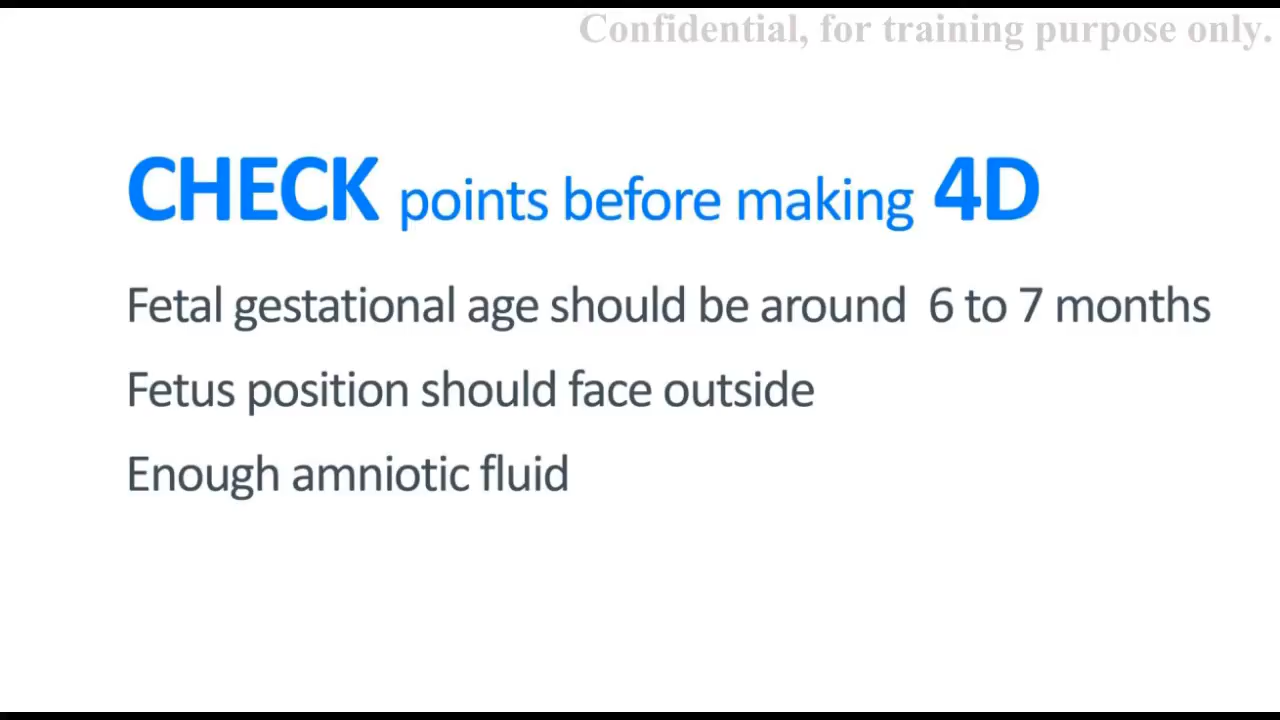 Confidential, for training purpose only.
CHECK points before making 4D
Fetal gestational age should be around 6 to 7 months
Fetus position should face outside
Enough amniotic fluid